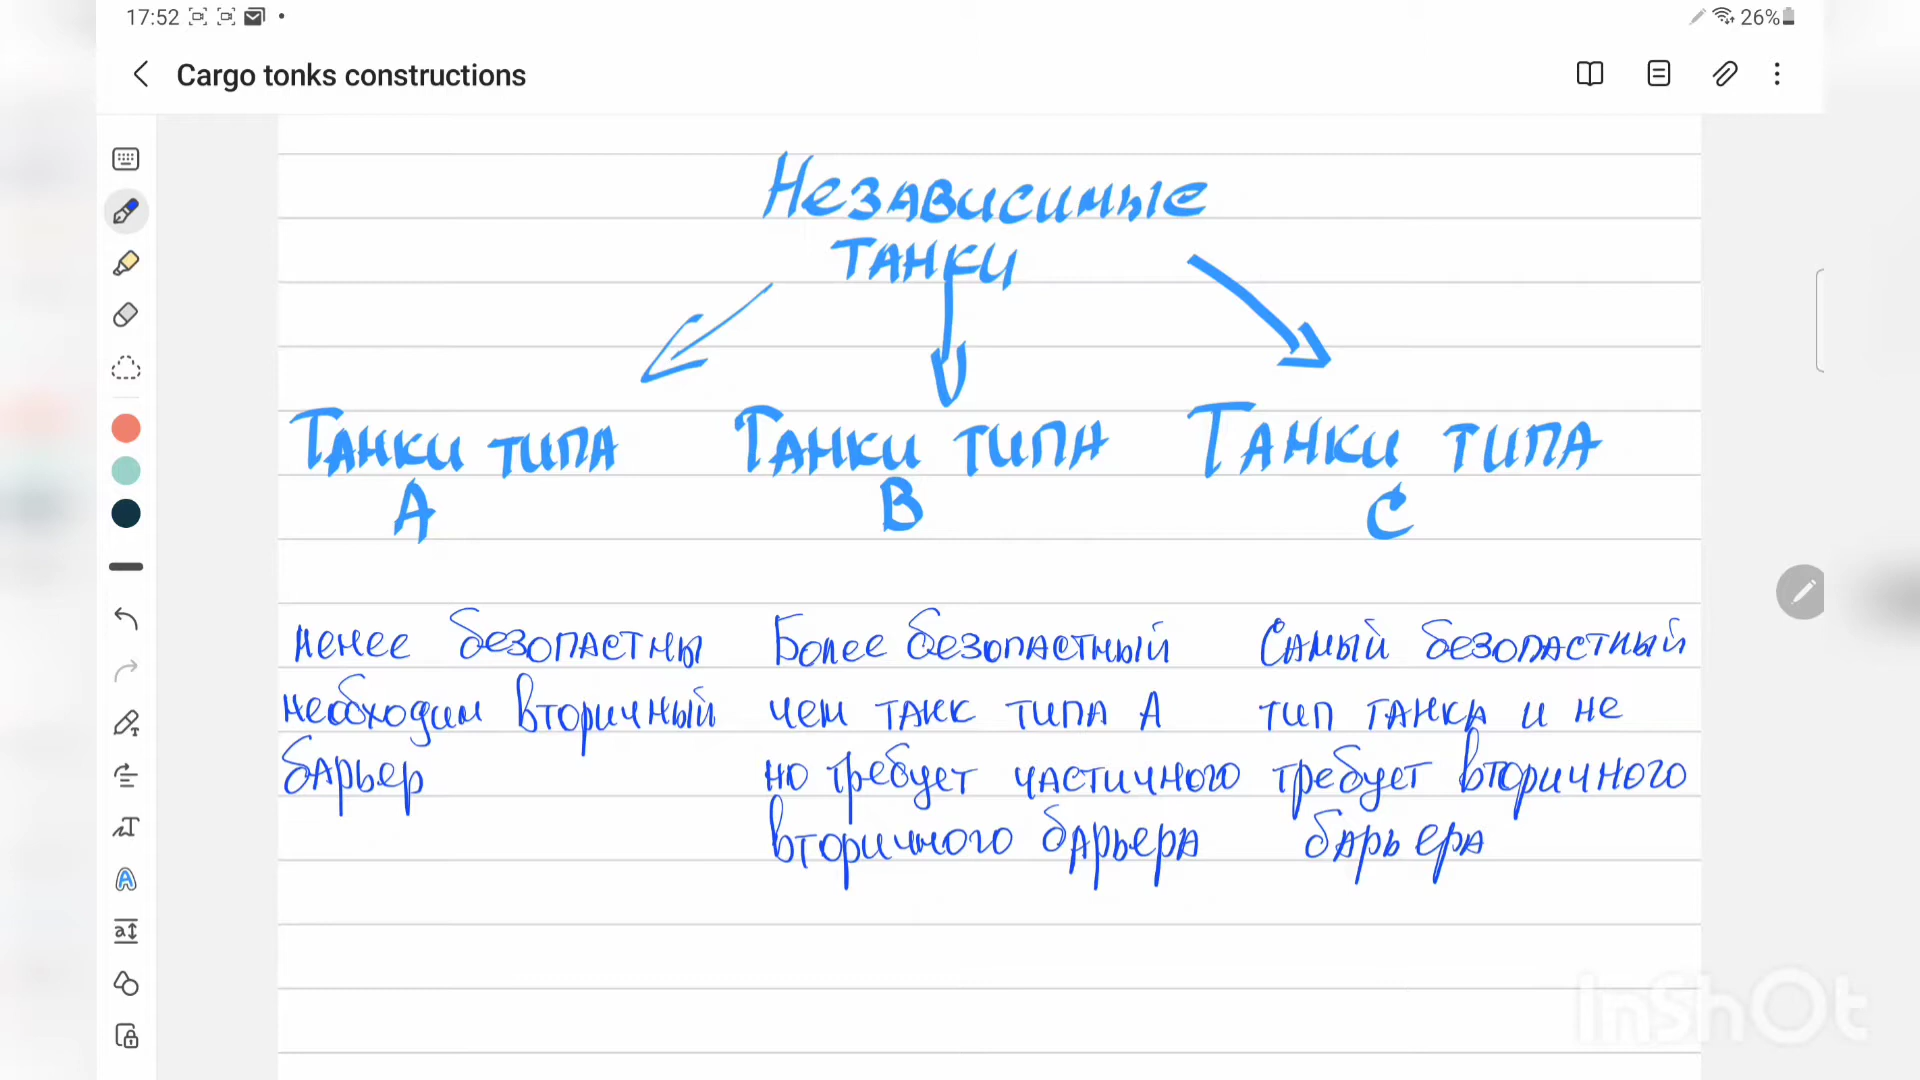 17:52
26%
Cargo tonks constructions
Независимые
танки
Танки типа
A
Танки типа
B
Танки типа
C
менее безопастны
необходим вторичный
барьер
Более безопастный
чем танк типа А
но требует частичного
вторичного барьера
Самый безопастный
тип танка и не
требует вторичного
барьера
InShOt